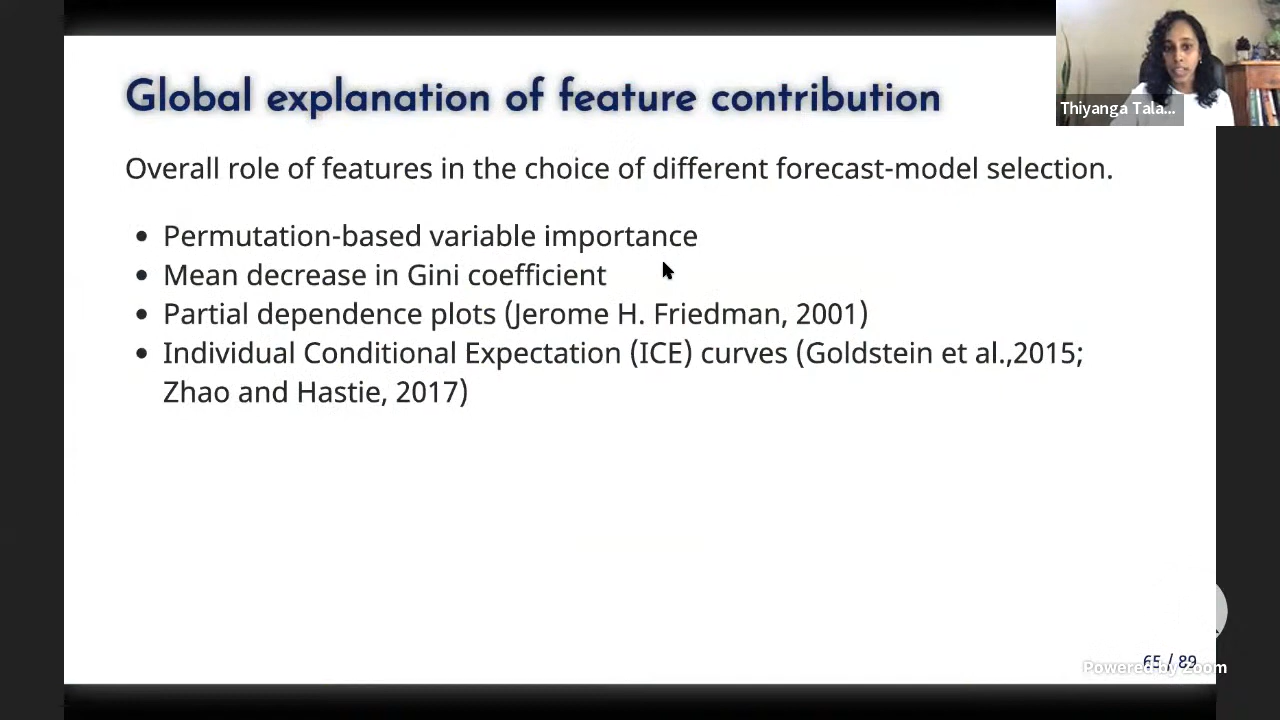 Global explanation of feature contribution
Thiyanga Tala...
Overall role of features in the choice of different forecast-model selection.
• Permutation-based variable importance
• Mean decrease in Gini coefficient
• Partial dependence plots (Jerome H. Friedman, 2001)
• Individual Conditional Expectation (ICE) curves (Goldstein et al.,2015;
Zhao and Hastie, 2017)
65 / 89
Powered by Zoom